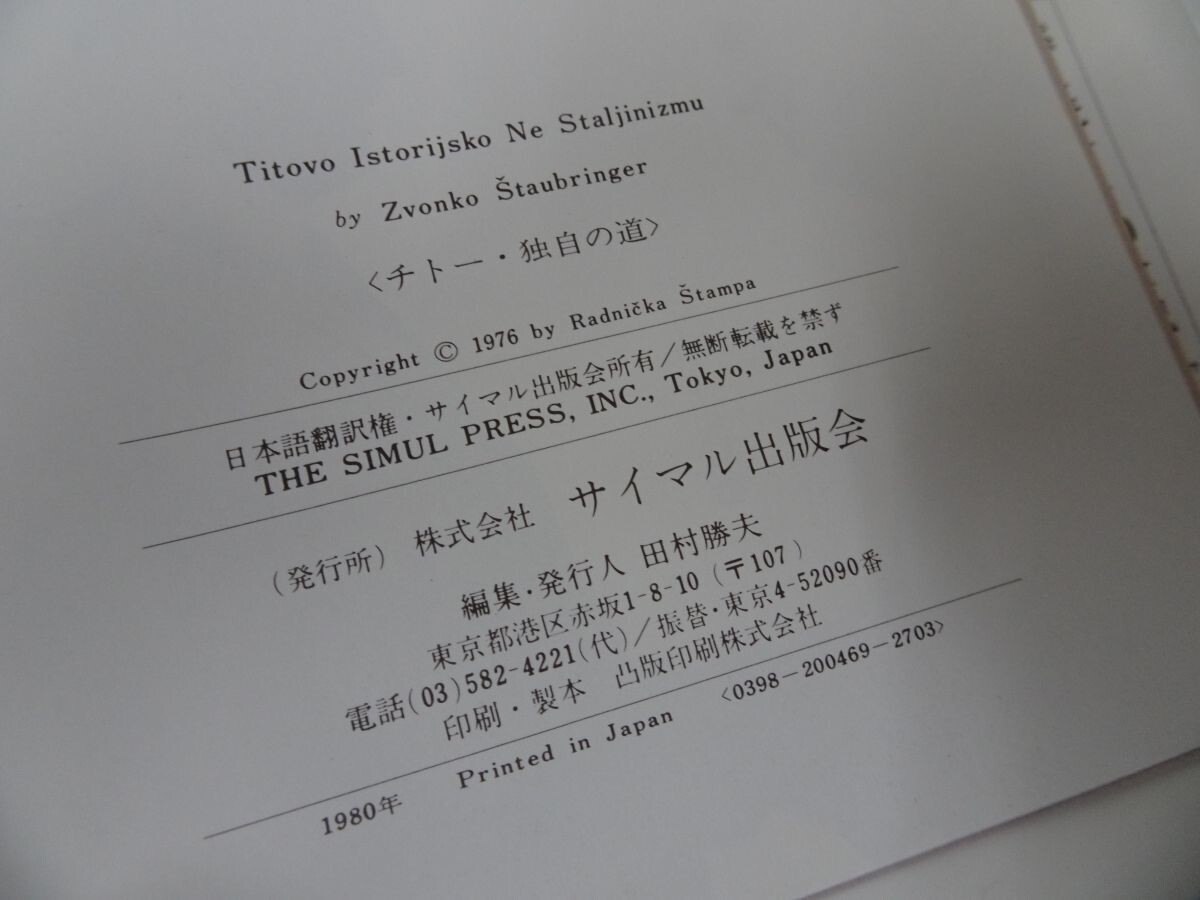 Titovo Istorijsko Ne Staljinizmu
by Zvonko Štaubringer
〈チトー・独自の道〉
Copyright © 1976 by Radnička Štampa
日本語翻訳権・サイマル出版会所有/無断転載を禁ず
THE SIMUL PRESS, INC., Tokyo, Japan
(発行所) 株式会社 サイマル出版会
編集・発行人 田村勝夫
東京都港区赤坂1-8-10(〒107)
電話(03)582-4221(代)/振替・東京4-52090番
印刷・製本 凸版印刷株式会社
1980年 Printed in Japan 〈0398-200469-2703〉